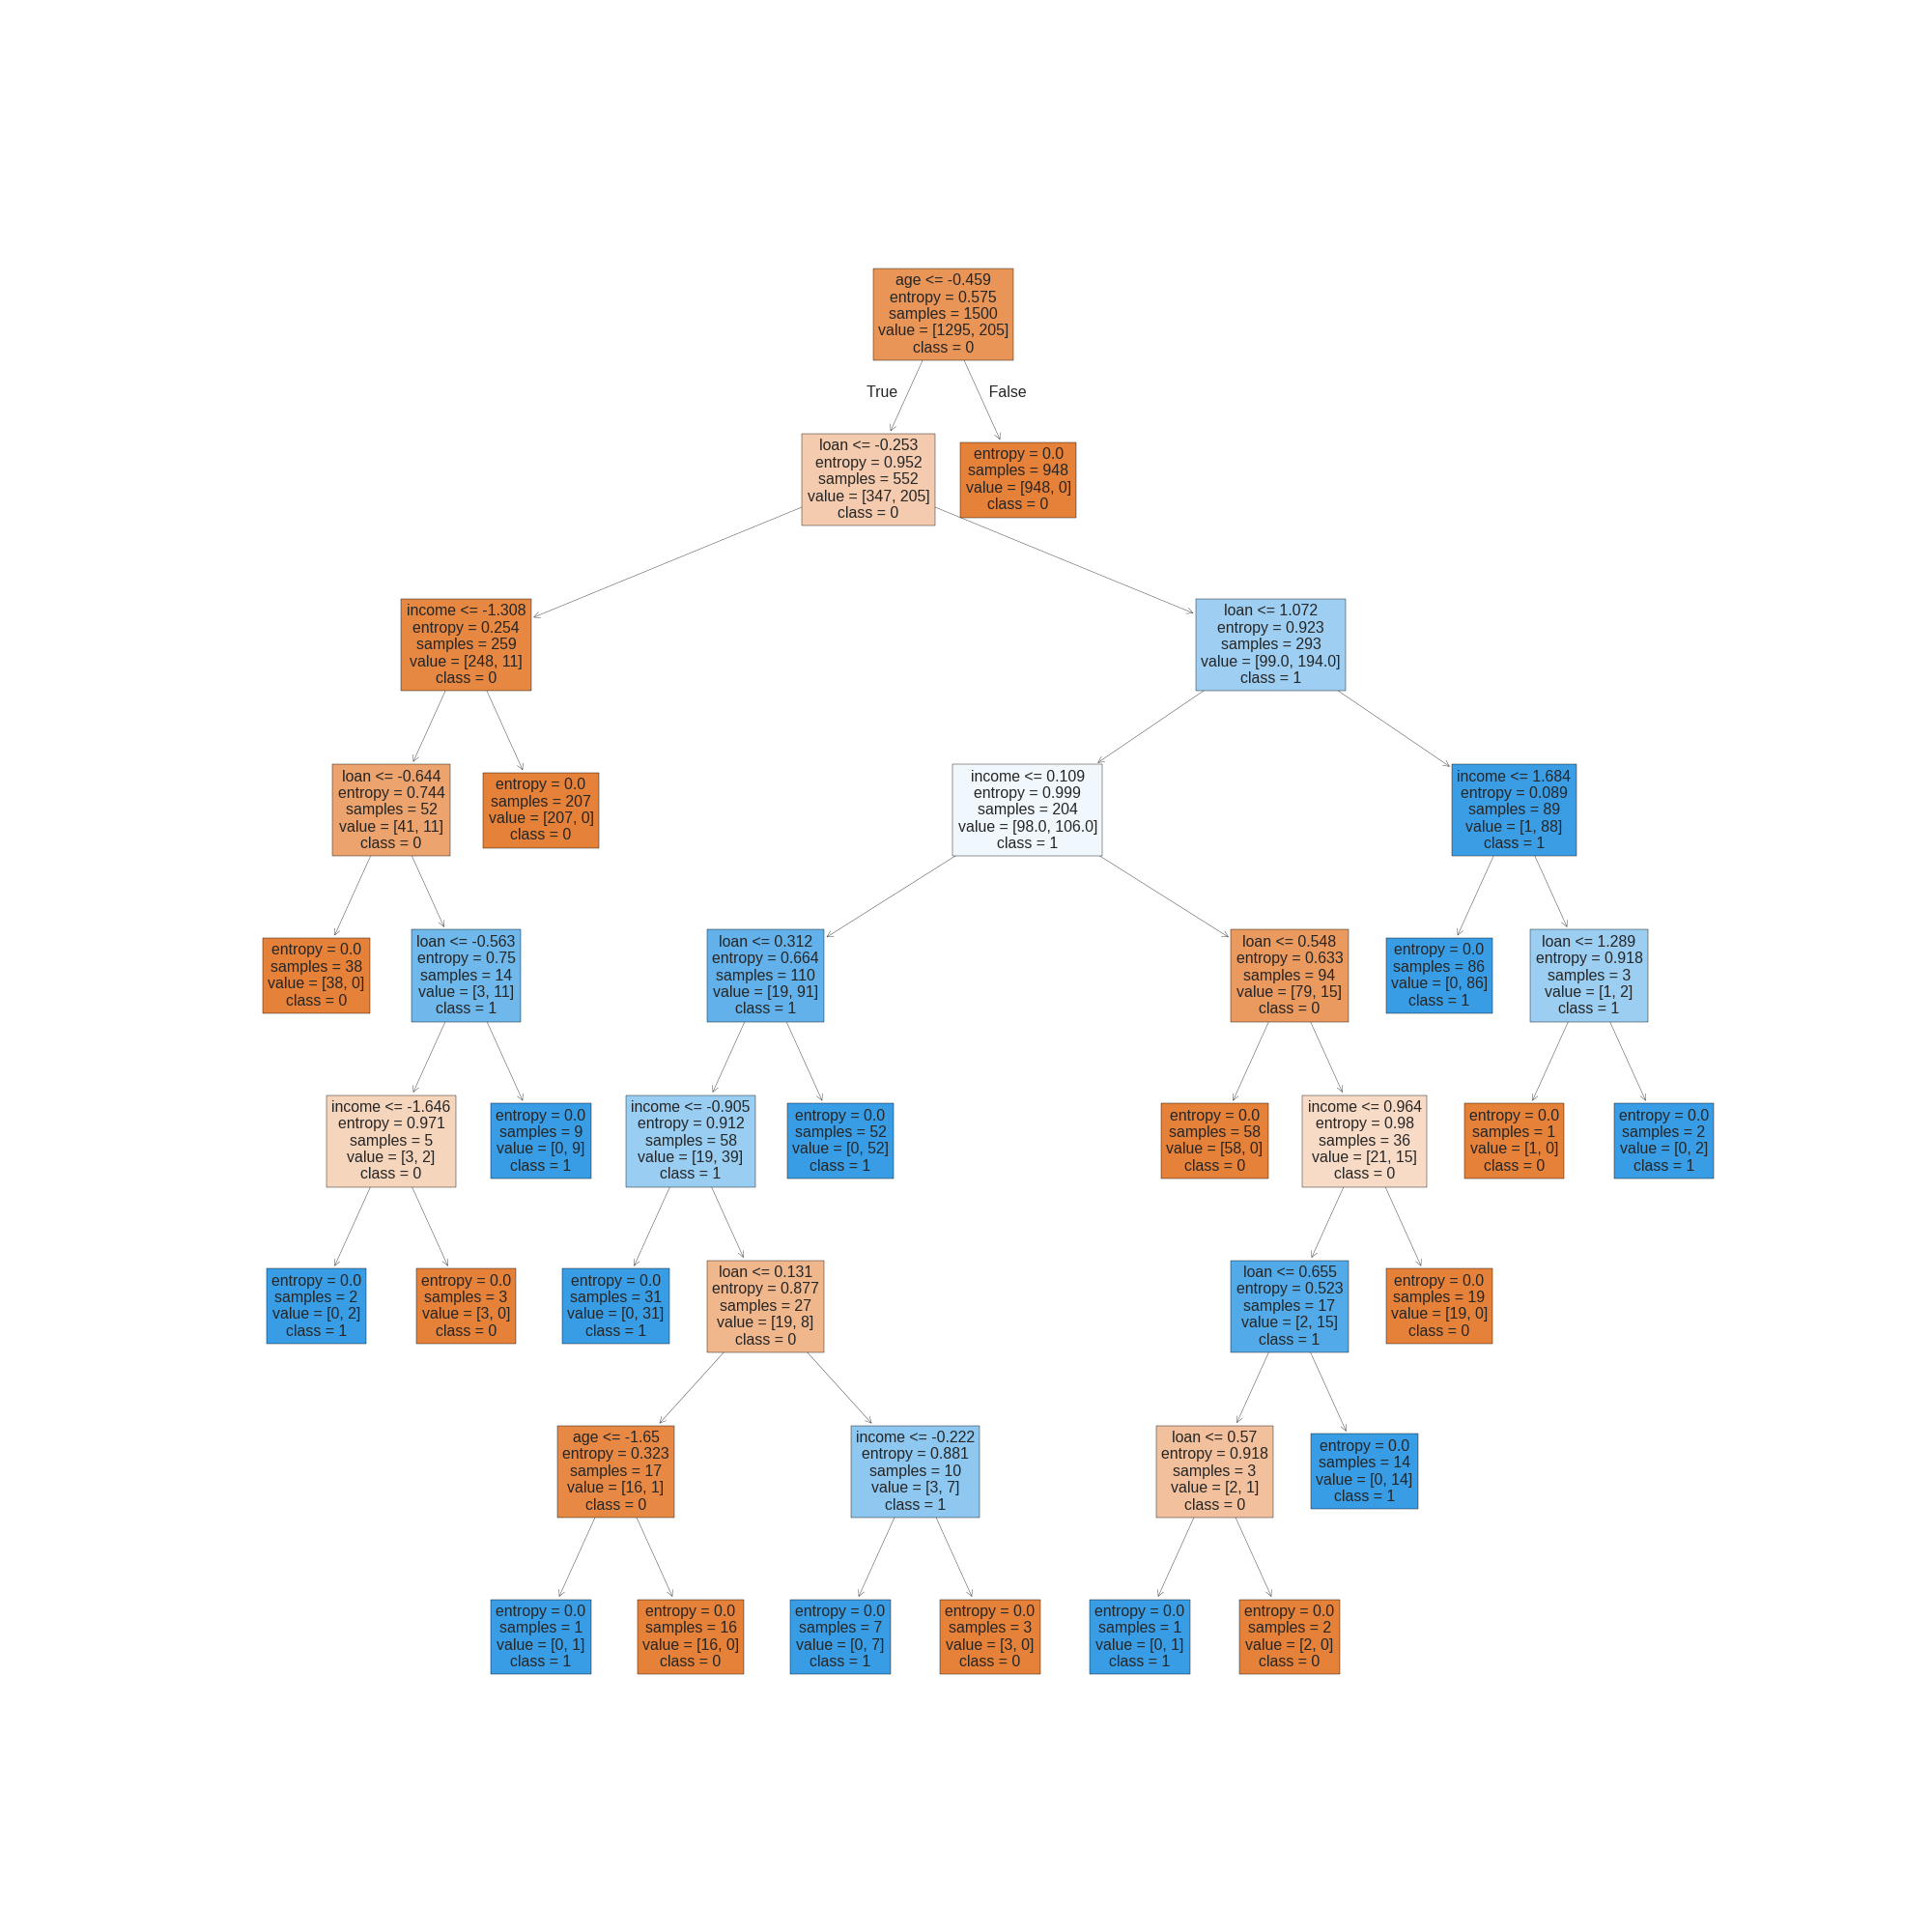 age <= -0.459
entropy = 0.575
samples = 1500
value = [1295, 205]
class = 0
True
False
loan <= -0.253
entropy = 0.952
samples = 552
value = [347, 205]
class = 0
entropy = 0.0
samples = 948
value = [948, 0]
class = 0
income <= -1.308
entropy = 0.254
samples = 259
value = [248, 11]
class = 0
loan <= 1.072
entropy = 0.923
samples = 293
value = [99.0, 194.0]
class = 1
loan <= -0.644
entropy = 0.744
samples = 52
value = [41, 11]
class = 0
entropy = 0.0
samples = 207
value = [207, 0]
class = 0
income <= 0.109
entropy = 0.999
samples = 204
value = [98.0, 106.0]
class = 1
income <= 1.684
entropy = 0.089
samples = 89
value = [1, 88]
class = 1
entropy = 0.0
samples = 38
value = [38, 0]
class = 0
loan <= -0.563
entropy = 0.75
samples = 14
value = [3, 11]
class = 1
loan <= 0.312
entropy = 0.664
samples = 110
value = [19, 91]
class = 1
loan <= 0.548
entropy = 0.633
samples = 94
value = [79, 15]
class = 0
entropy = 0.0
samples = 86
value = [0, 86]
class = 1
loan <= 1.289
entropy = 0.918
samples = 3
value = [1, 2]
class = 1
income <= -1.646
entropy = 0.971
samples = 5
value = [3, 2]
class = 0
entropy = 0.0
samples = 9
value = [0, 9]
class = 1
income <= -0.905
entropy = 0.912
samples = 58
value = [19, 39]
class = 1
entropy = 0.0
samples = 52
value = [0, 52]
class = 1
entropy = 0.0
samples = 58
value = [58, 0]
class = 0
income <= 0.964
entropy = 0.98
samples = 36
value = [21, 15]
class = 0
entropy = 0.0
samples = 1
value = [1, 0]
class = 0
entropy = 0.0
samples = 2
value = [0, 2]
class = 1
entropy = 0.0
samples = 2
value = [0, 2]
class = 1
entropy = 0.0
samples = 3
value = [3, 0]
class = 0
entropy = 0.0
samples = 31
value = [0, 31]
class = 1
loan <= 0.131
entropy = 0.877
samples = 27
value = [19, 8]
class = 0
loan <= 0.655
entropy = 0.523
samples = 17
value = [2, 15]
class = 1
entropy = 0.0
samples = 19
value = [19, 0]
class = 0
age <= -1.65
entropy = 0.323
samples = 17
value = [16, 1]
class = 0
income <= -0.222
entropy = 0.881
samples = 10
value = [3, 7]
class = 1
loan <= 0.57
entropy = 0.918
samples = 3
value = [2, 1]
class = 0
entropy = 0.0
samples = 14
value = [0, 14]
class = 1
entropy = 0.0
samples = 1
value = [0, 1]
class = 1
entropy = 0.0
samples = 16
value = [16, 0]
class = 0
entropy = 0.0
samples = 7
value = [0, 7]
class = 1
entropy = 0.0
samples = 3
value = [3, 0]
class = 0
entropy = 0.0
samples = 1
value = [0, 1]
class = 1
entropy = 0.0
samples = 2
value = [2, 0]
class = 0